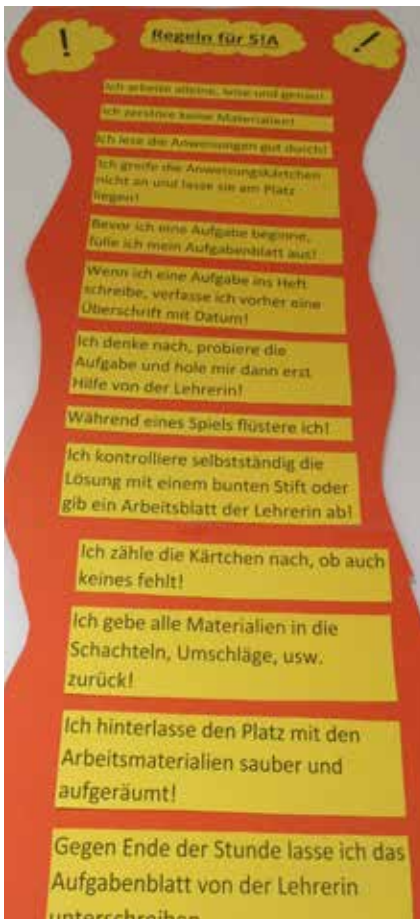 !
Regeln für S!A
!
Ich arbeite alleine, leise und genau!
Ich zerstöre keine Materialien!
Ich lese die Anweisungen gut durch!
Ich greife die Anweisungskärtchen
nicht an und lasse sie am Platz
liegen!
Bevor ich eine Aufgabe beginne,
fülle ich mein Aufgabenblatt aus!
Wenn ich eine Aufgabe ins Heft
schreibe, verfasse ich vorher eine
Überschrift mit Datum!
Ich denke nach, probiere die
Aufgabe und hole mir dann erst
Hilfe von der Lehrerin!
Während eines Spiels flüstere ich!
Ich kontrolliere selbstständig die
Lösung mit einem bunten Stift oder
gib ein Arbeitsblatt der Lehrerin ab!
Ich zähle die Kärtchen nach, ob auch
keines fehlt!
Ich gebe alle Materialien in die
Schachteln, Umschläge, usw.
zurück!
Ich hinterlasse den Platz mit den
Arbeitsmaterialien sauber und
aufgeräumt!
Gegen Ende der Stunde lasse ich das
Aufgabenblatt von der Lehrerin
unterschreiben